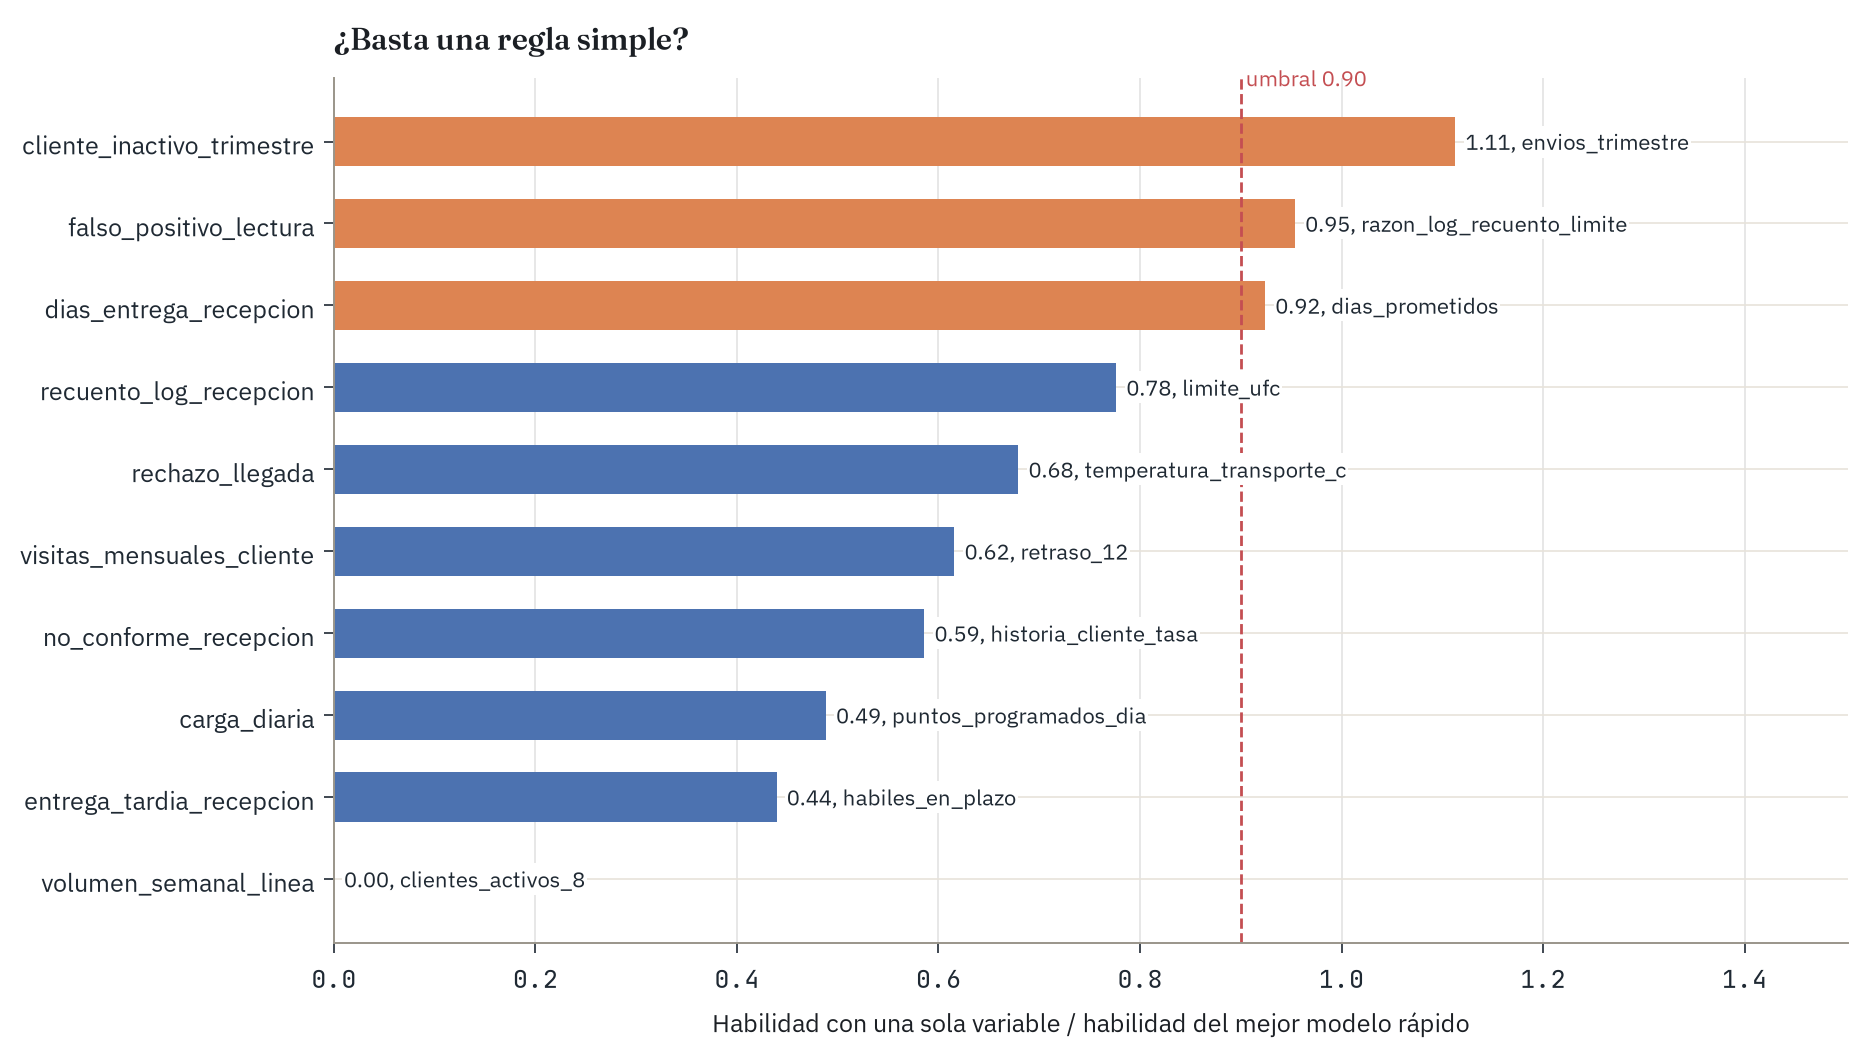 ¿Basta una regla simple?
umbral 0.90
cliente_inactivo_trimestre
1.11, envios_trimestre
falso_positivo_lectura
0.95, razon_log_recuento_limite
dias_entrega_recepcion
0.92, dias_prometidos
recuento_log_recepcion
0.78, limite_ufc
rechazo_llegada
0.68, temperatura_transporte_c
visitas_mensuales_cliente
0.62, retraso_12
no_conforme_recepcion
0.59, historia_cliente_tasa
carga_diaria
0.49, puntos_programados_dia
entrega_tardia_recepcion
0.44, habiles_en_plazo
volumen_semanal_linea
0.00, clientes_activos_8
0.0 0.2 0.4 0.6 0.8 1.0 1.2 1.4
Habilidad con una sola variable / habilidad del mejor modelo rápido